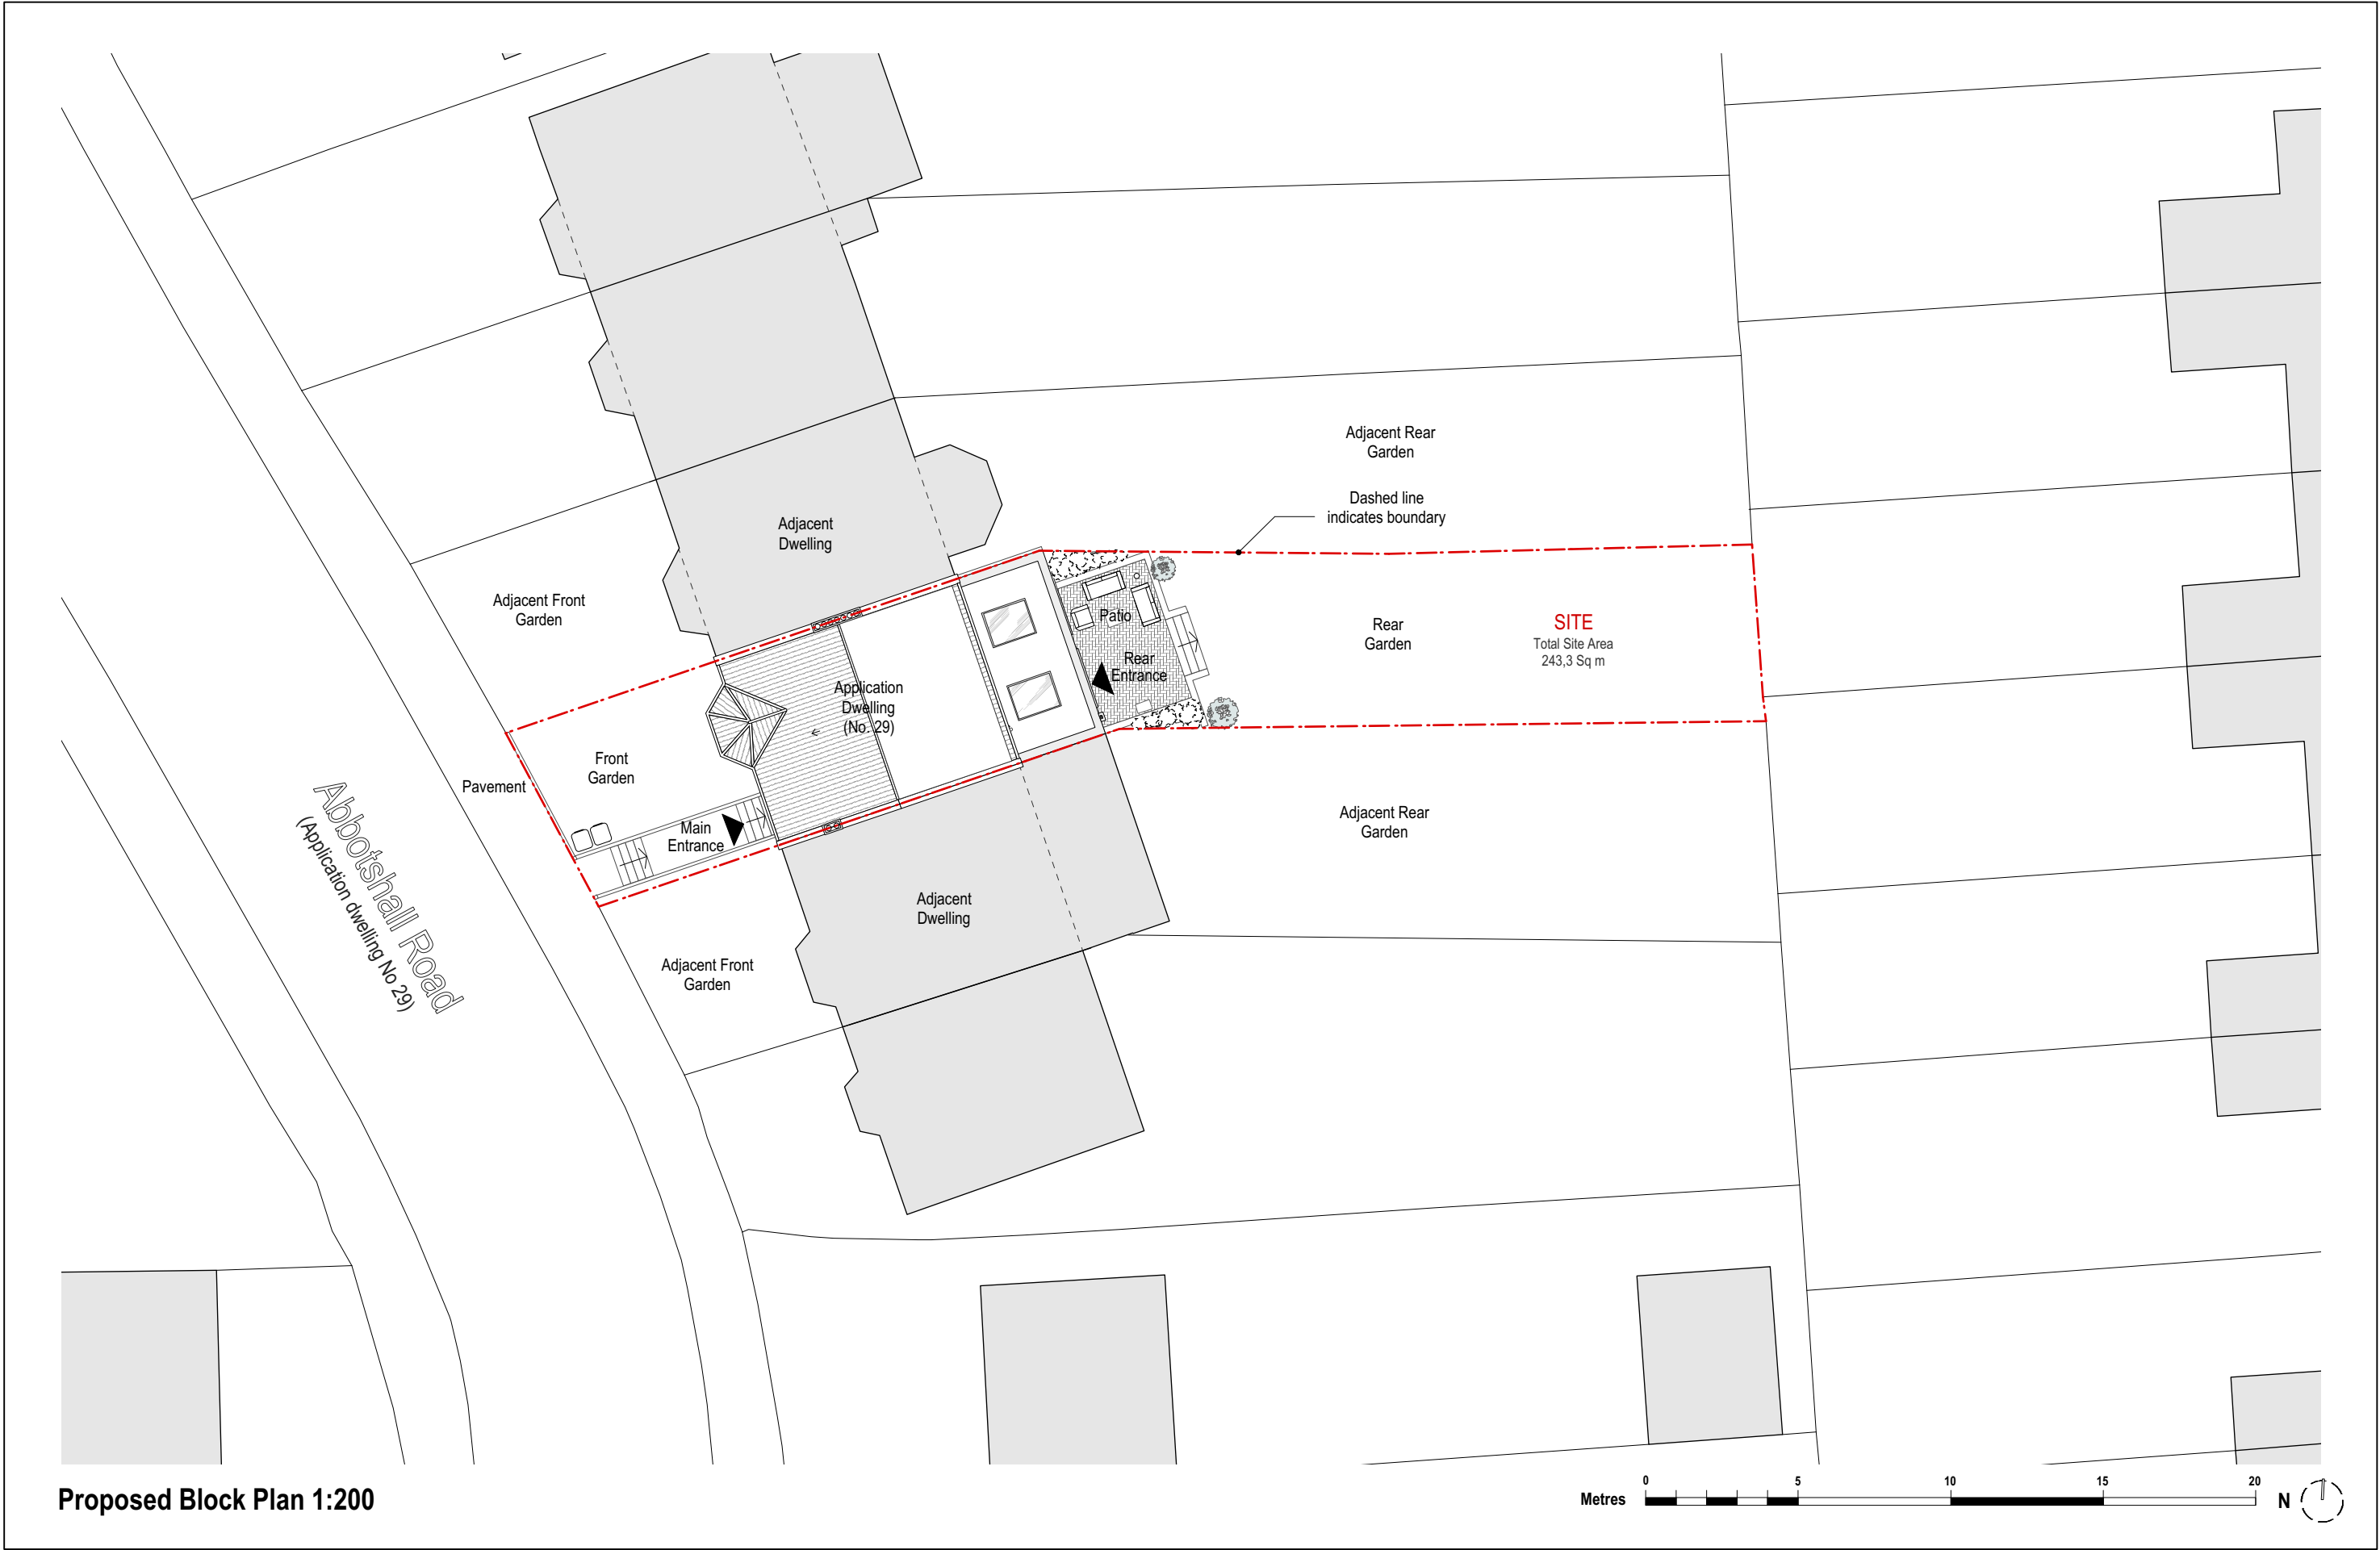 Adjacent Rear
Garden
Dashed line
indicates boundary
Adjacent
Dwelling
Adjacent Front
Garden
Patio
Rear
Entrance
Rear
Garden
SITE
Total Site Area
243,3 Sq m
Application
Dwelling
(No. 29)
Front
Garden
Pavement
Main
Entrance
Abbotshall Road
(Application dwelling No 29)
Adjacent Rear
Garden
Adjacent
Dwelling
Adjacent Front
Garden
Proposed Block Plan 1:200
Metres 0 5 10 15 20 N